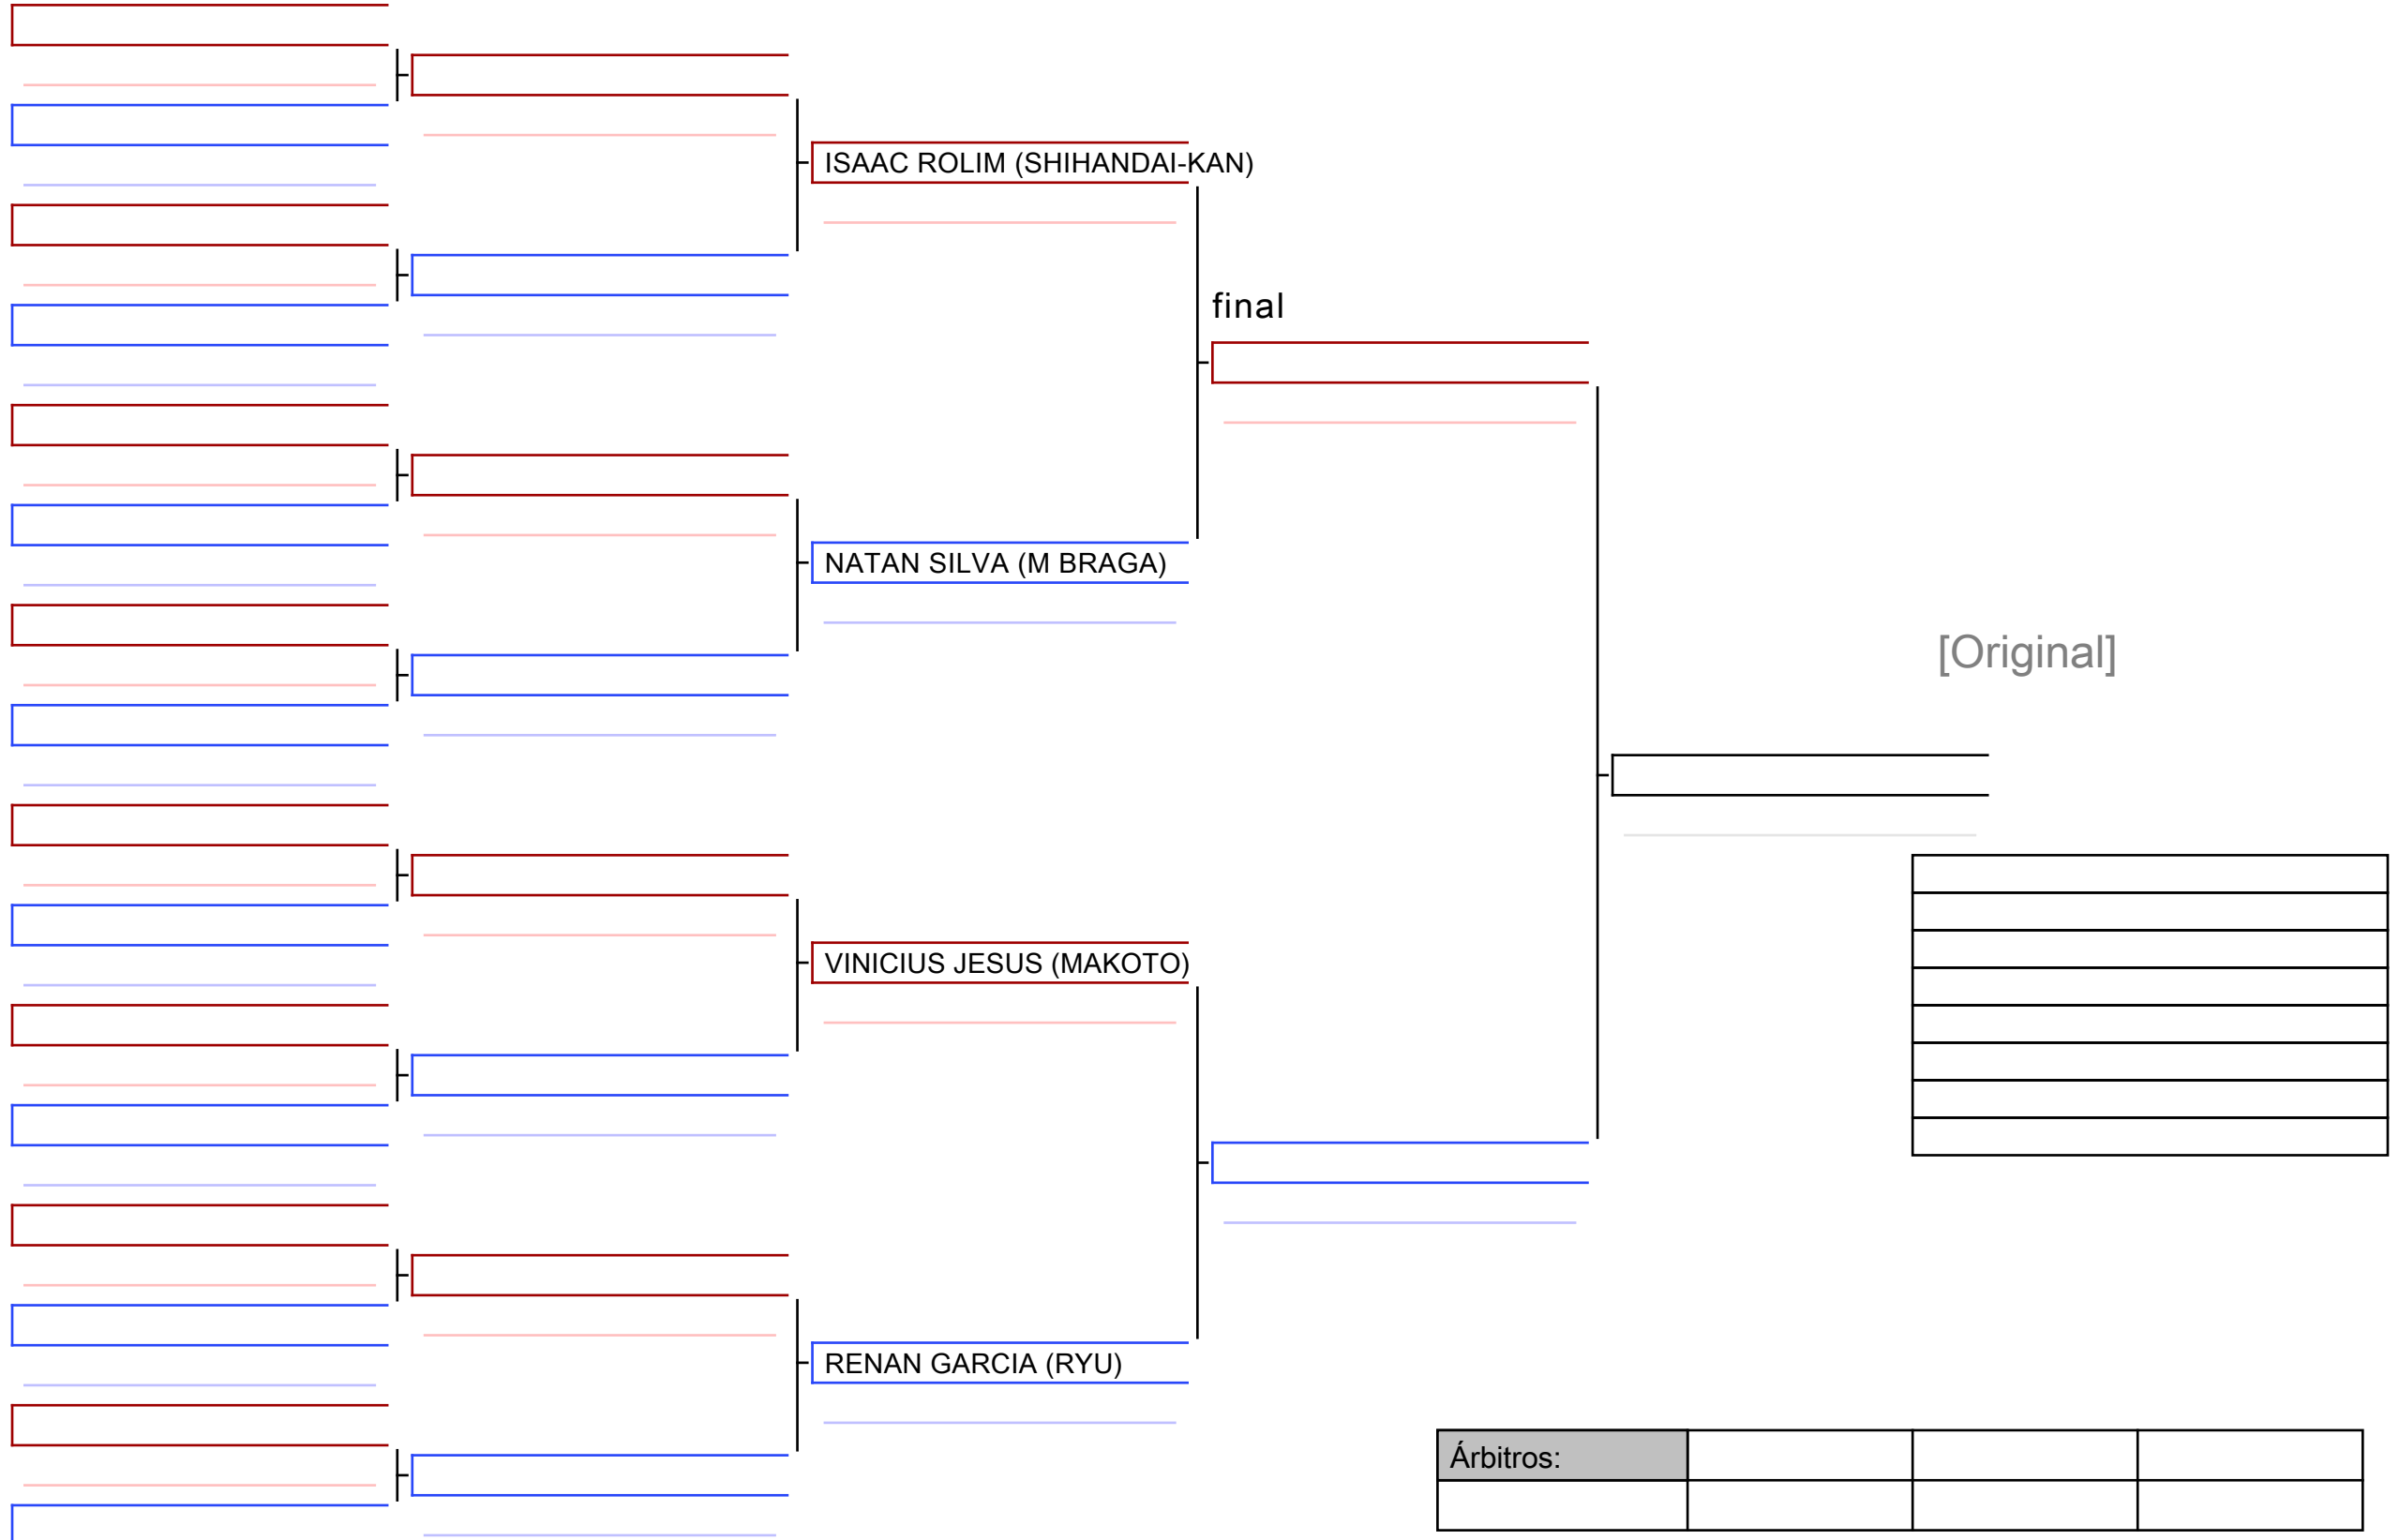 ISAAC ROLIM (SHIHANDAI-KAN)
final
NATAN SILVA (M BRAGA)
[Original]
VINICIUS JESUS (MAKOTO)
RENAN GARCIA (RYU)
Árbitros: